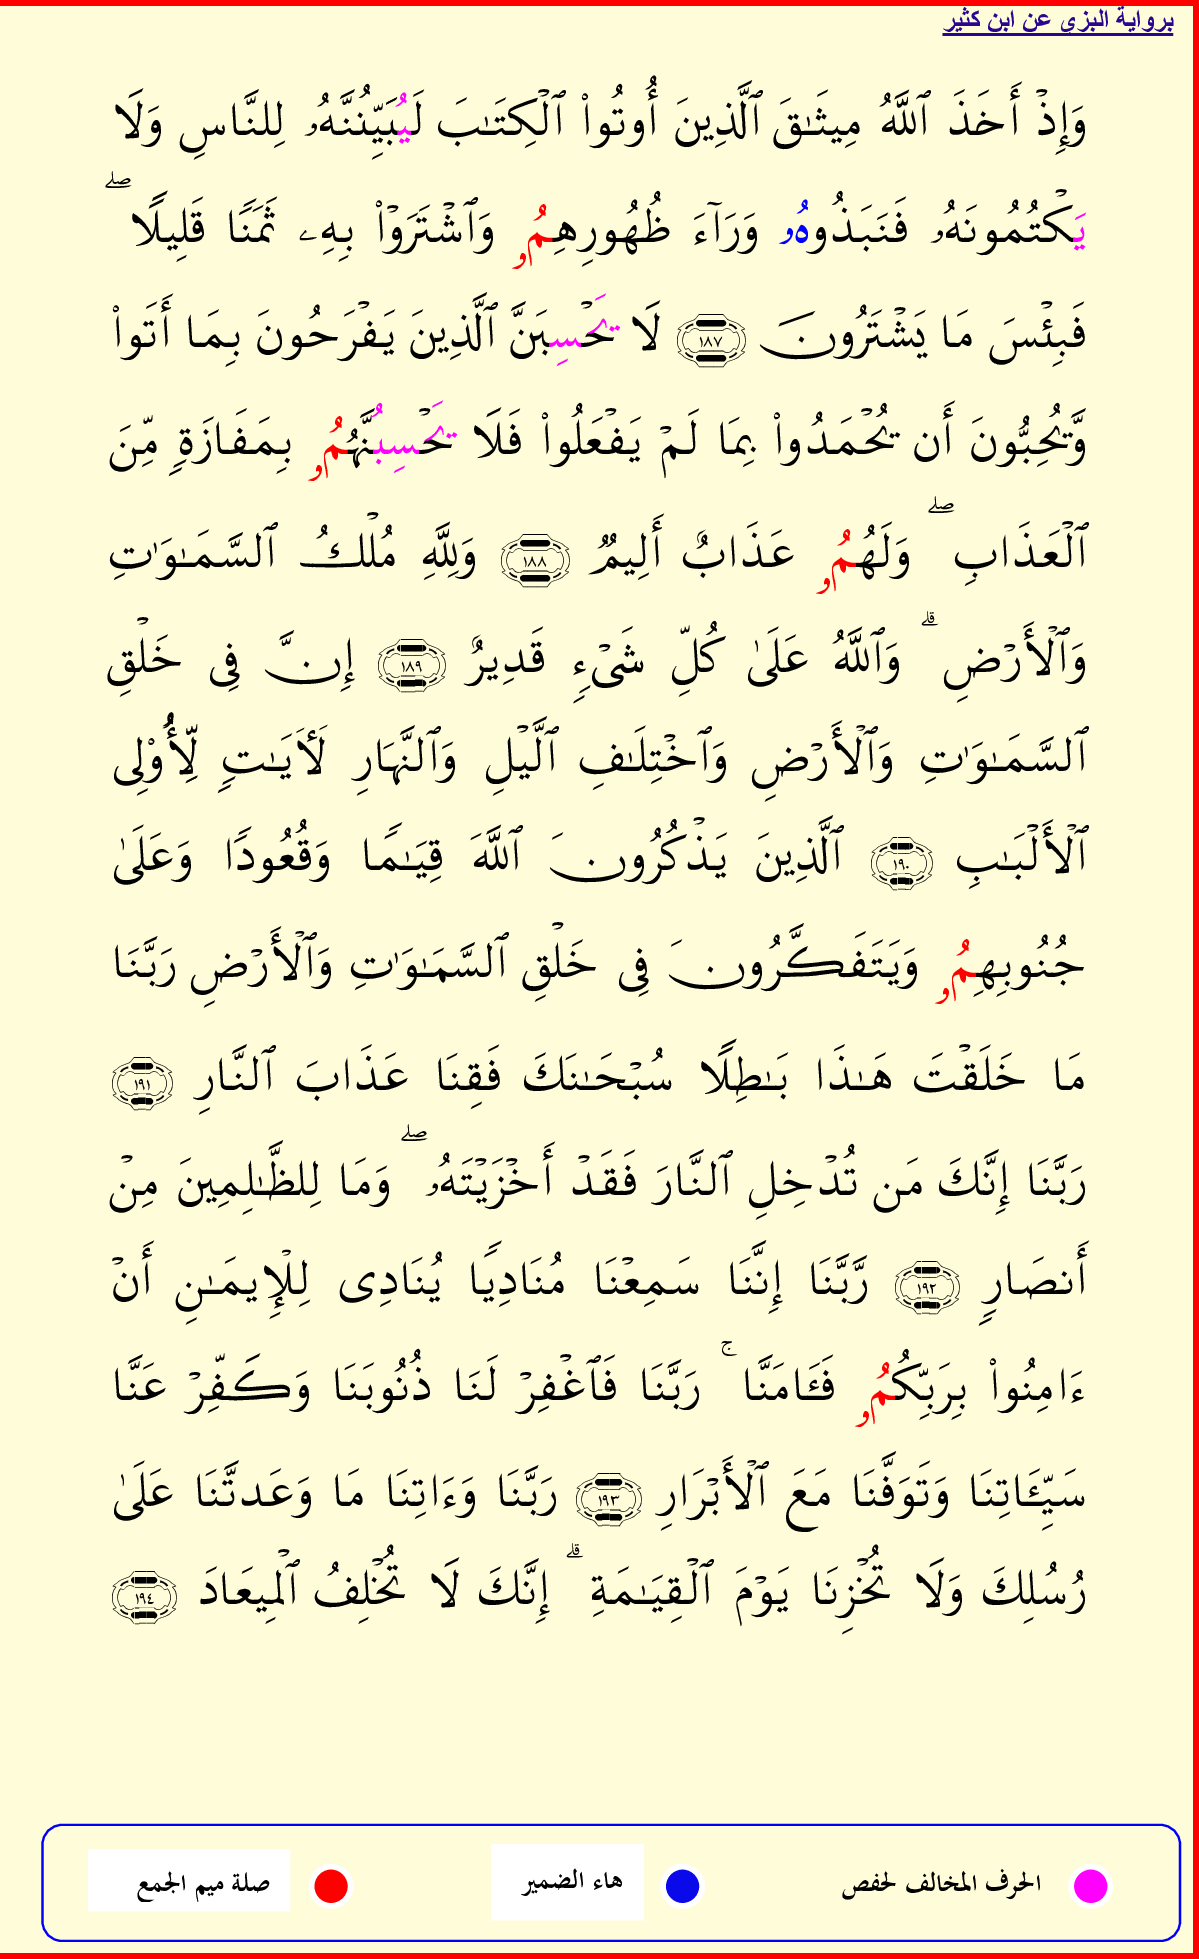 برواية البزي عن ابن كثير
وَإِذْ أَخَذَ ٱللَّهُ مِيثَـٰقَ ٱلَّذِينَ أُوتُوا۟ ٱلْكِتَـٰبَ لَيُبَيِّنُنَّهُۥ لِلنَّاسِ وَلَا
يَكْتُمُونَهُۥ فَنَبَذُوهُۥ وَرَآءَ ظُهُورِهِمُۥ وَٱشْتَرَوْا۟ بِهِۦ ثَمَنًا قَلِيلًا ۖ
فَبِئْسَ مَا يَشْتَرُونَ ١٨٧ لَا يَحْسِبَنَّ ٱلَّذِينَ يَفْرَحُونَ بِمَا أَتَوا۟
وَّيُحِبُّونَ أَن يُحْمَدُوا۟ بِمَا لَمْ يَفْعَلُوا۟ فَلَا يَحْسِبُنَّهُمُۥ بِمَفَازَةٍ مِّنَ
ٱلْعَذَابِ ۖ وَلَهُمُۥ عَذَابٌ أَلِيمٌ ١٨٨ وَلِلَّهِ مُلْكُ ٱلسَّمَـٰوَٰتِ
وَٱلْأَرْضِ ۗ وَٱللَّهُ عَلَىٰ كُلِّ شَىْءٍ قَدِيرٌ ١٨٩ إِنَّ فِى خَلْقِ
ٱلسَّمَـٰوَٰتِ وَٱلْأَرْضِ وَٱخْتِلَـٰفِ ٱلَّيْلِ وَٱلنَّهَارِ لَأَيَـٰتٍ لِّأُو۟لِى
ٱلْأَلْبَـٰبِ ١٩٠ ٱلَّذِينَ يَذْكُرُونَ ٱللَّهَ قِيَـٰمًا وَقُعُودًا وَعَلَىٰ
جُنُوبِهِمُۥ وَيَتَفَكَّرُونَ فِى خَلْقِ ٱلسَّمَـٰوَٰتِ وَٱلْأَرْضِ رَبَّنَا
مَا خَلَقْتَ هَـٰذَا بَـٰطِلًا سُبْحَـٰنَكَ فَقِنَا عَذَابَ ٱلنَّارِ ١٩١
رَبَّنَا إِنَّكَ مَن تُدْخِلِ ٱلنَّارَ فَقَدْ أَخْزَيْتَهُۥ ۖ وَمَا لِلظَّـٰلِمِينَ مِنْ
أَنصَارٍ ١٩٢ رَّبَّنَا إِنَّنَا سَمِعْنَا مُنَادِيًا يُنَادِى لِلْإِيمَـٰنِ أَنْ
ءَامِنُوا۟ بِرَبِّكُمُۥ فَـَٔامَنَّا ۚ رَبَّنَا فَٱغْفِرْ لَنَا ذُنُوبَنَا وَكَفِّرْ عَنَّا
سَيِّـَٔاتِنَا وَتَوَفَّنَا مَعَ ٱلْأَبْرَارِ ١٩٣ رَبَّنَا وَءَاتِنَا مَا وَعَدتَّنَا عَلَىٰ
رُسُلِكَ وَلَا تُخْزِنَا يَوْمَ ٱلْقِيَـٰمَةِ ۗ إِنَّكَ لَا تُخْلِفُ ٱلْمِيعَادَ ١٩٤
الحرف المخالف لحفص هاء الضمير صلة ميم الجمع